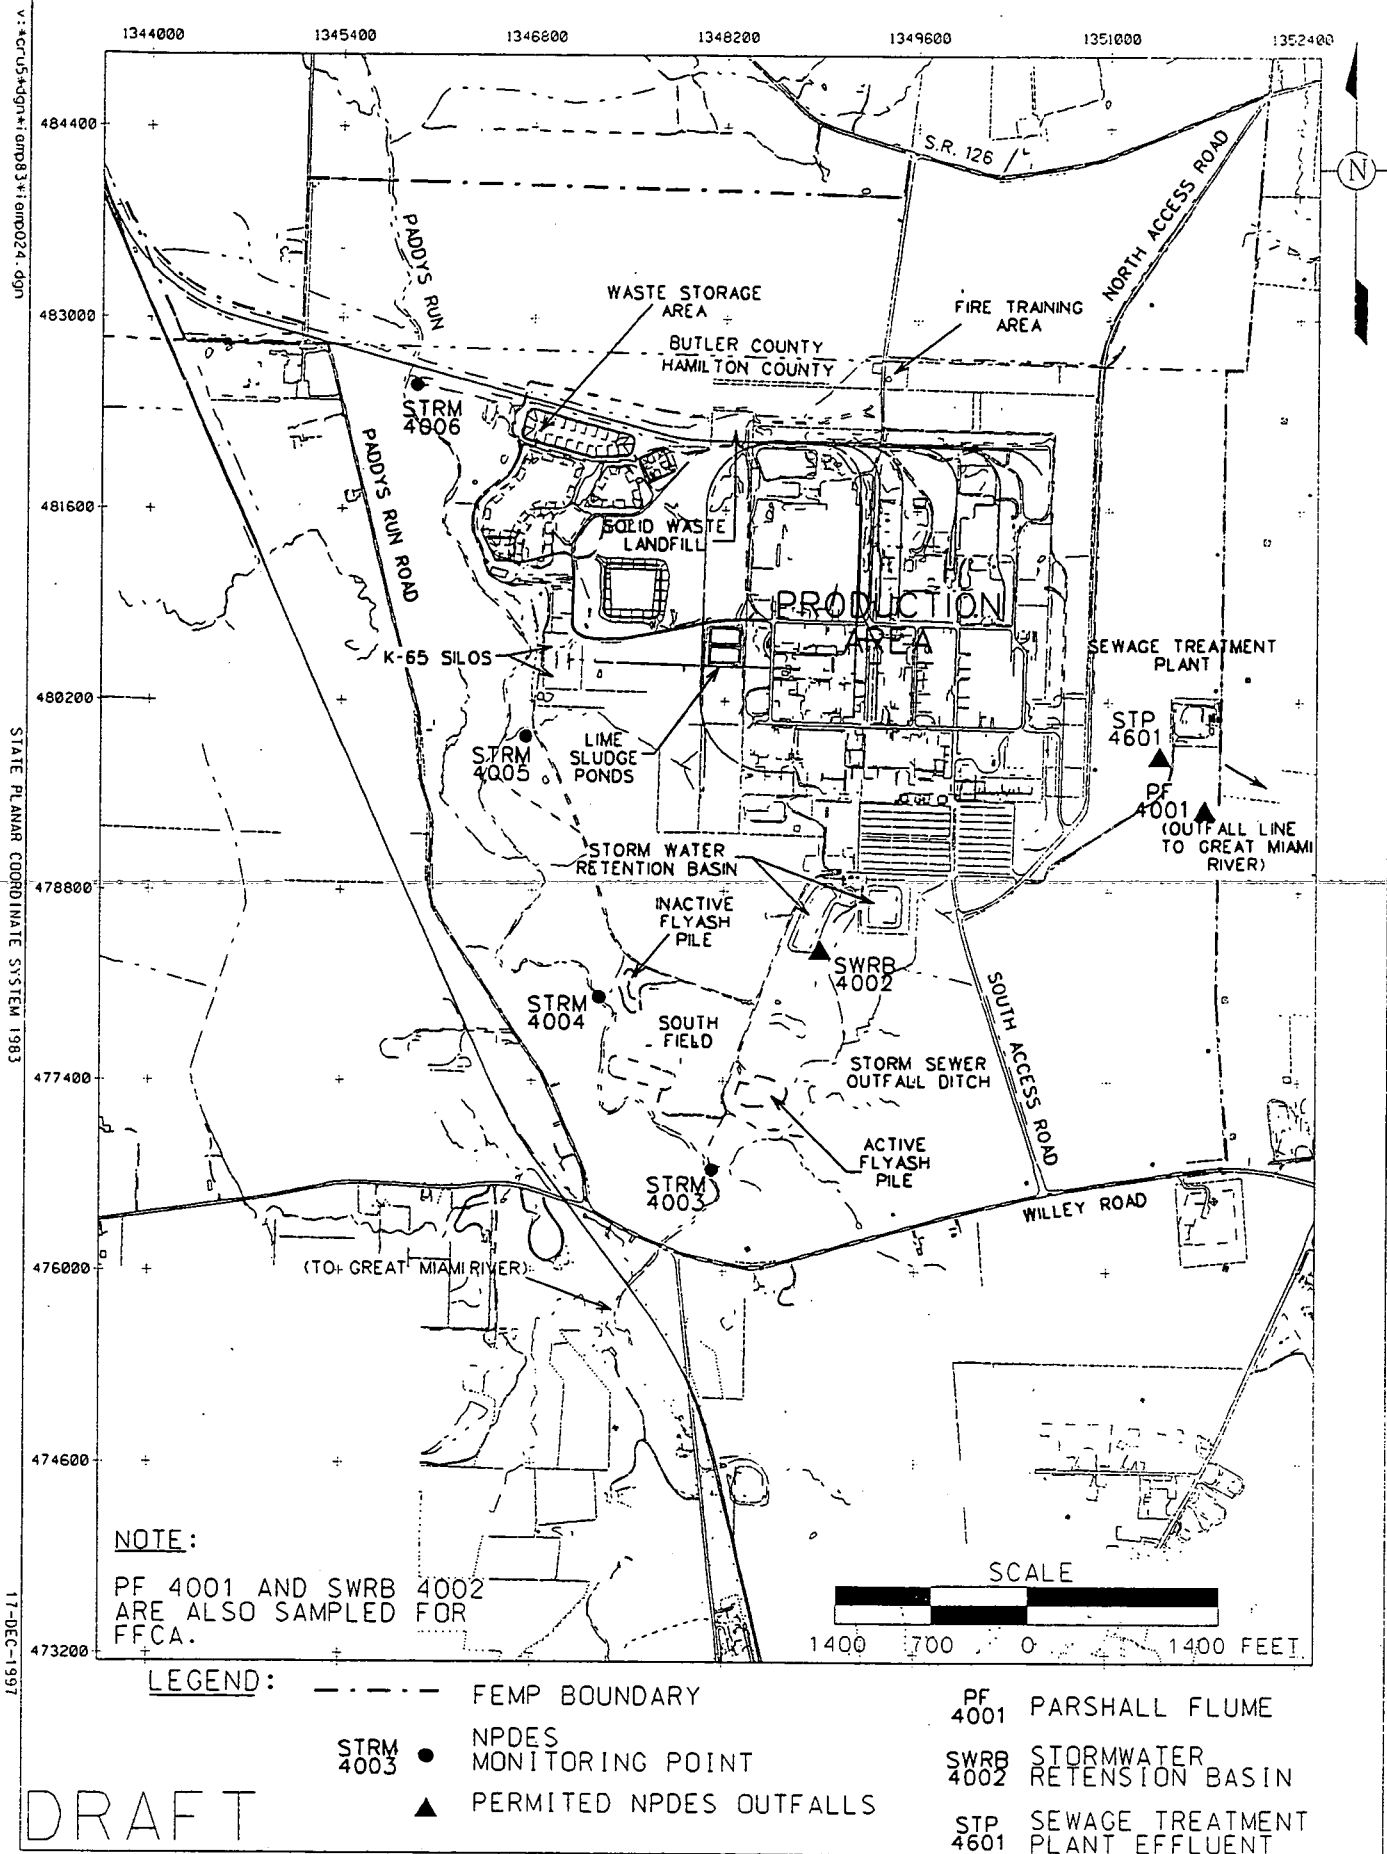 1344000 1345400 1346800 1348200 1349600 1351000 1352400
484400
483000
481600
480200
478800
477400
476000
474600
473200
S.R. 126
NORTH ACCESS ROAD
N
PADDYS RUN
WASTE STORAGE
AREA
FIRE TRAINING
AREA
BUTLER COUNTY
HAMILTON COUNTY
STRM
4006
PADDYS RUN ROAD
SOLID WASTE
LANDFILL
PRODUCTION
AREA
K-65 SILOS
SEWAGE TREATMENT
PLANT
STP
4601
STRM
4005
LIME
SLUDGE
PONDS
PF
4001
(OUTFALL LINE
TO GREAT MIAMI
RIVER)
STORM WATER
RETENTION BASIN
INACTIVE
FLYASH
PILE
SWRB
4002
STRM
4004
SOUTH
FIELD
SOUTH ACCESS ROAD
STORM SEWER
OUTFALL DITCH
ACTIVE
FLYASH
PILE
STRM
4003
WILLEY ROAD
(TO GREAT MIAMI RIVER)
NOTE:
PF 4001 AND SWRB 4002
ARE ALSO SAMPLED FOR
FFCA.
SCALE
1400 700 0 1400 FEET
LEGEND:
FEMP BOUNDARY
STRM
4003
NPDES
MONITORING POINT
PERMITED NPDES OUTFALLS
PF
4001
PARSHALL FLUME
SWRB
4002
STORMWATER
RETENSION BASIN
STP
4601
SEWAGE TREATMENT
PLANT EFFLUENT
DRAFT
STATE PLANAR COORDINATE SYSTEM 1983
17-DEC-1997